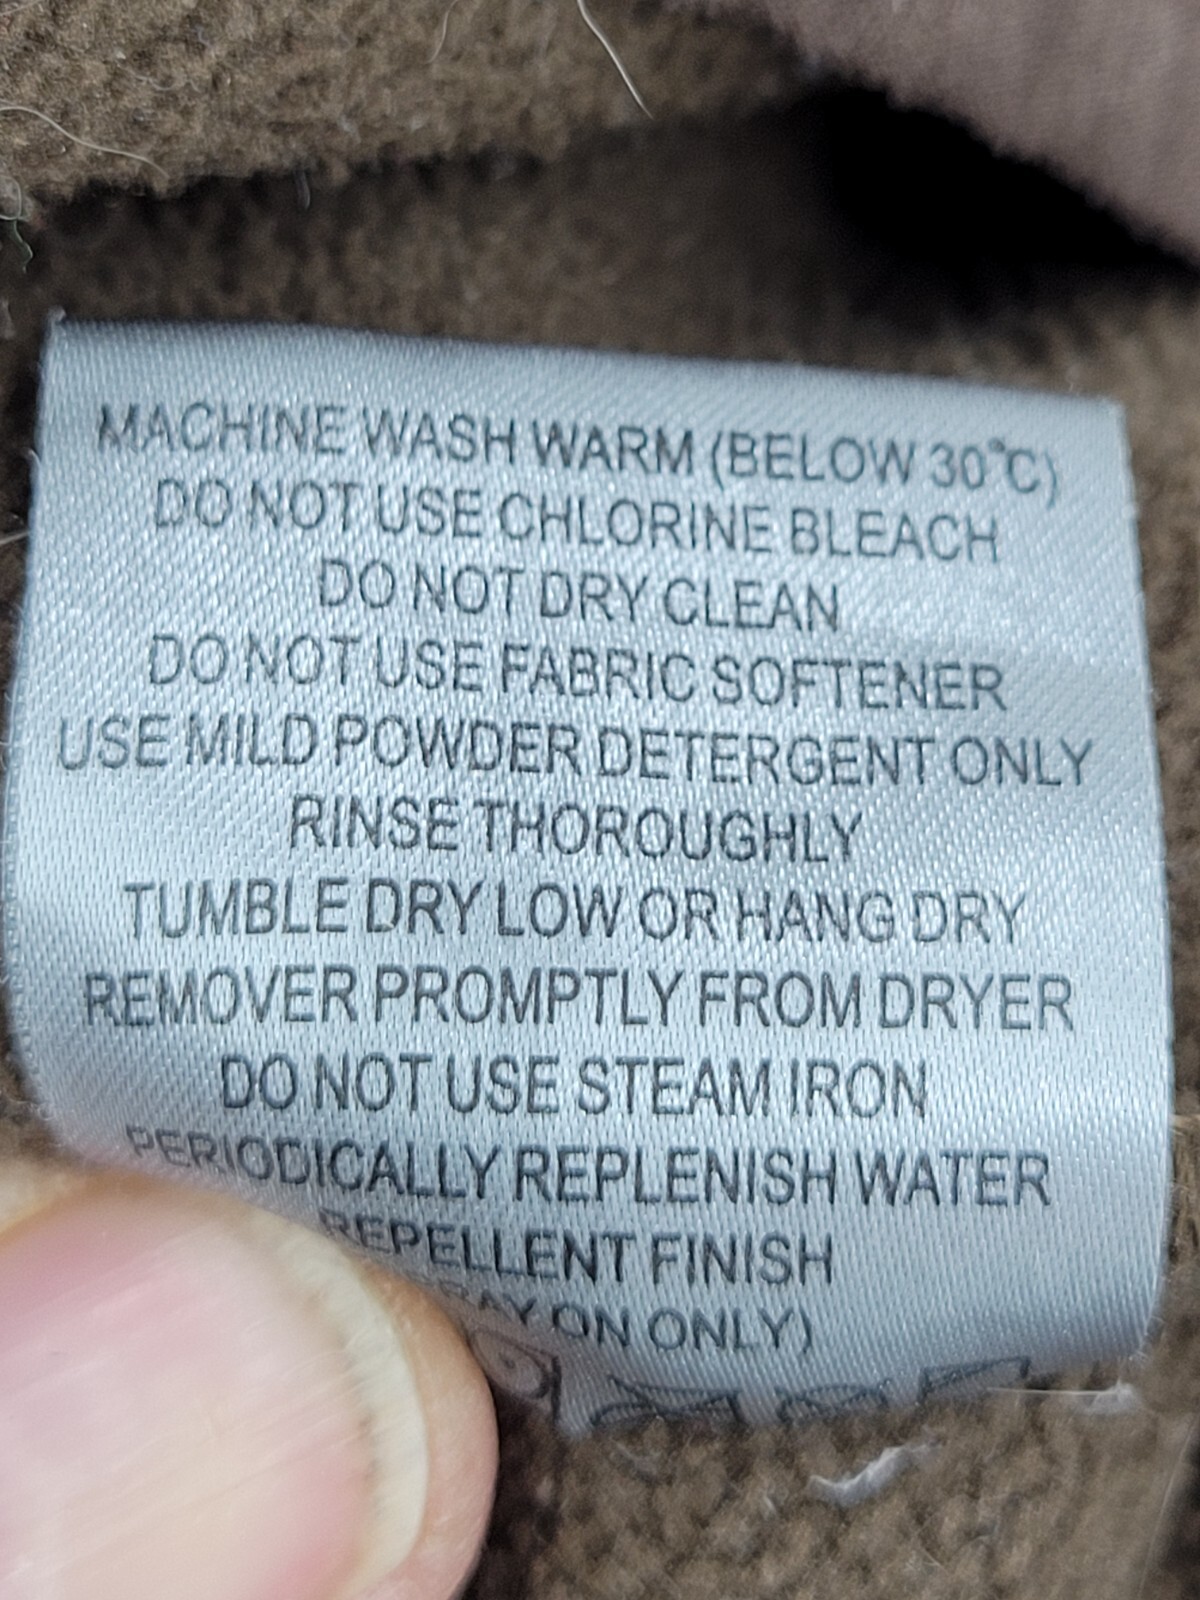 MACHINE WASH WARM (BELOW 30°C)
DO NOT USE CHLORINE BLEACH
DO NOT DRY CLEAN
DO NOT USE FABRIC SOFTENER
USE MILD POWDER DETERGENT ONLY
RINSE THOROUGHLY
TUMBLE DRY LOW OR HANG DRY
REMOVER PROMPTLY FROM DRYER
DO NOT USE STEAM IRON
PERIODICALLY REPLENISH WATER
REPELLENT FINISH
ON ONLY)